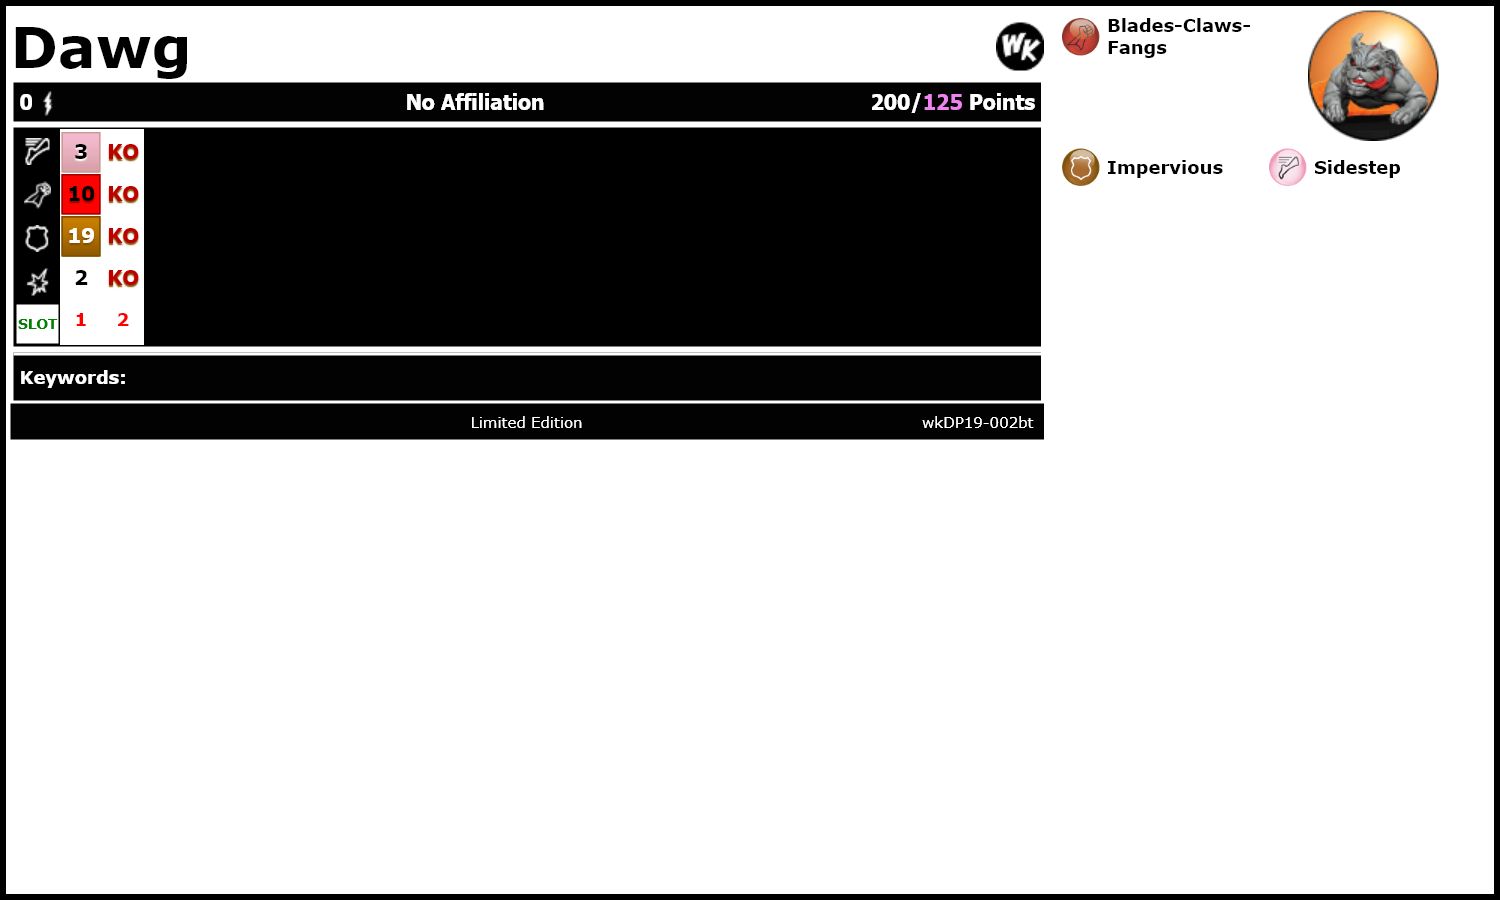 Dawg
WK
0 No Affiliation 200/125 Points
3 KO
10 KO
19 KO
2 KO
SLOT 1 2
Keywords:
Limited Edition wkDP19-002bt
Blades-Claws-
Fangs
Impervious Sidestep